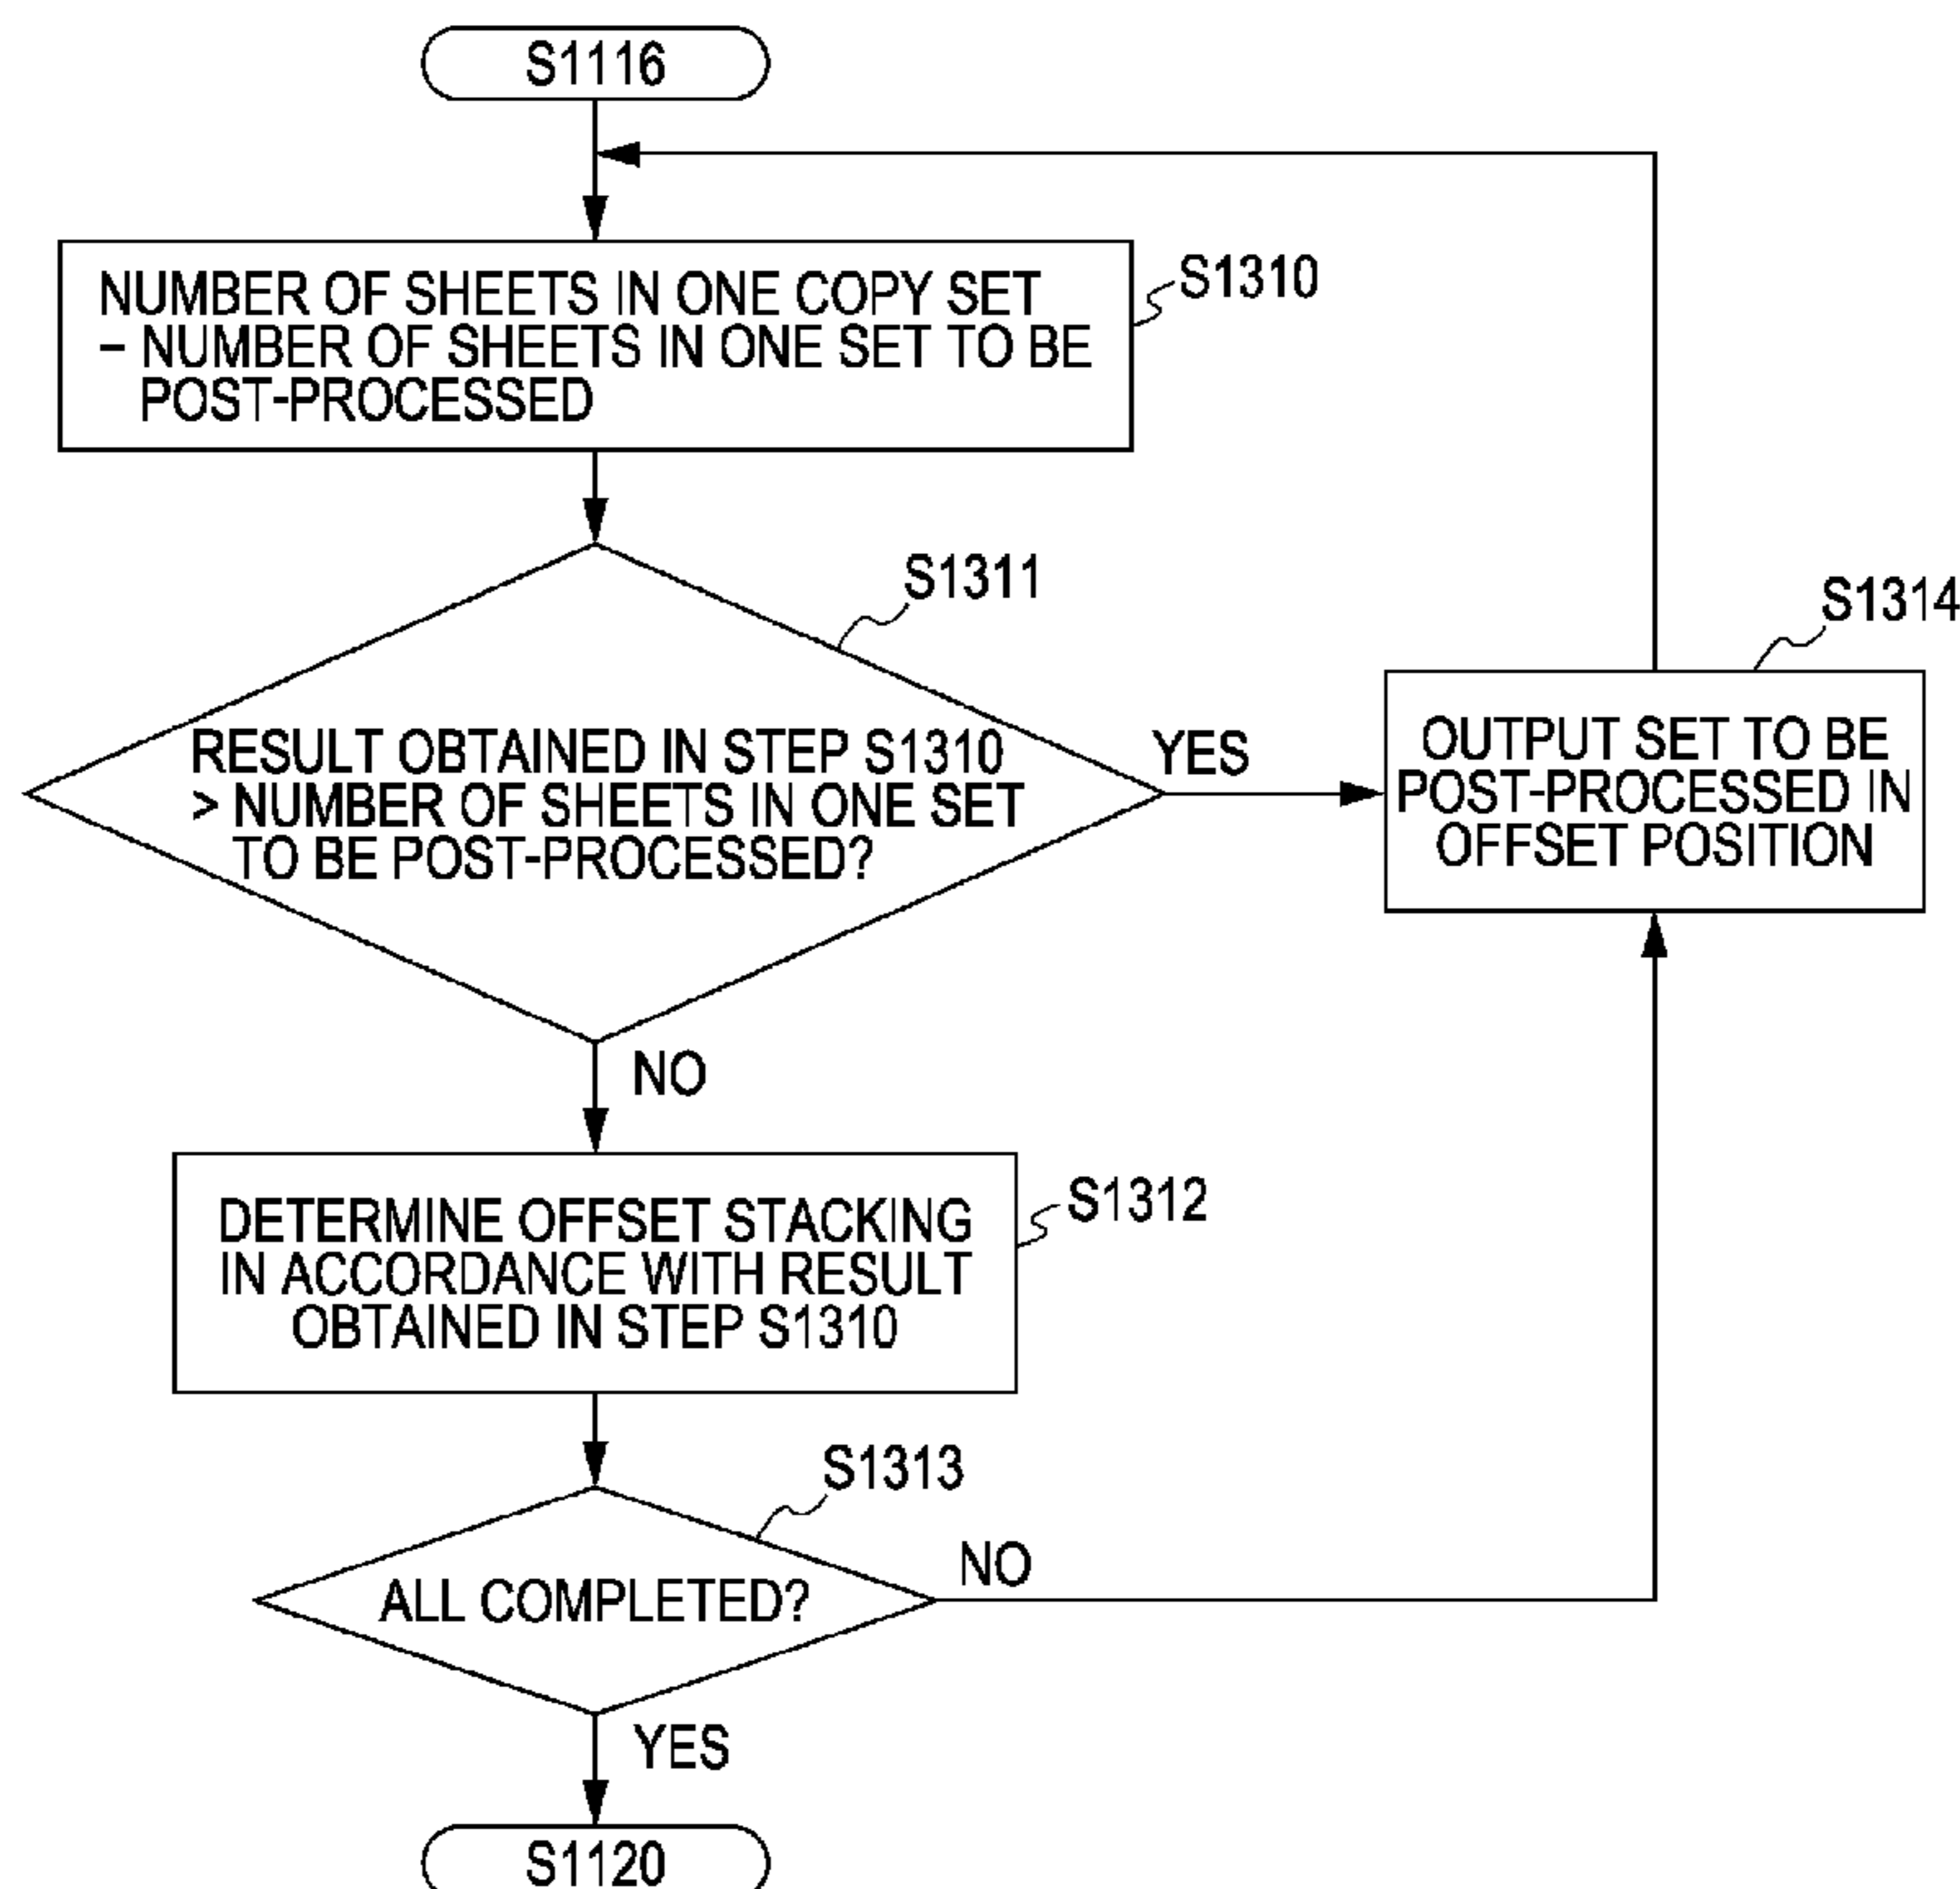 S1116
NUMBER OF SHEETS IN ONE COPY SET
– NUMBER OF SHEETS IN ONE SET TO BE
POST-PROCESSED
S1310
S1311
RESULT OBTAINED IN STEP S1310
> NUMBER OF SHEETS IN ONE SET
TO BE POST-PROCESSED?
YES
S1314
OUTPUT SET TO BE
POST-PROCESSED IN
OFFSET POSITION
NO
DETERMINE OFFSET STACKING
IN ACCORDANCE WITH RESULT
OBTAINED IN STEP S1310
S1312
S1313
ALL COMPLETED?
NO
YES
S1120